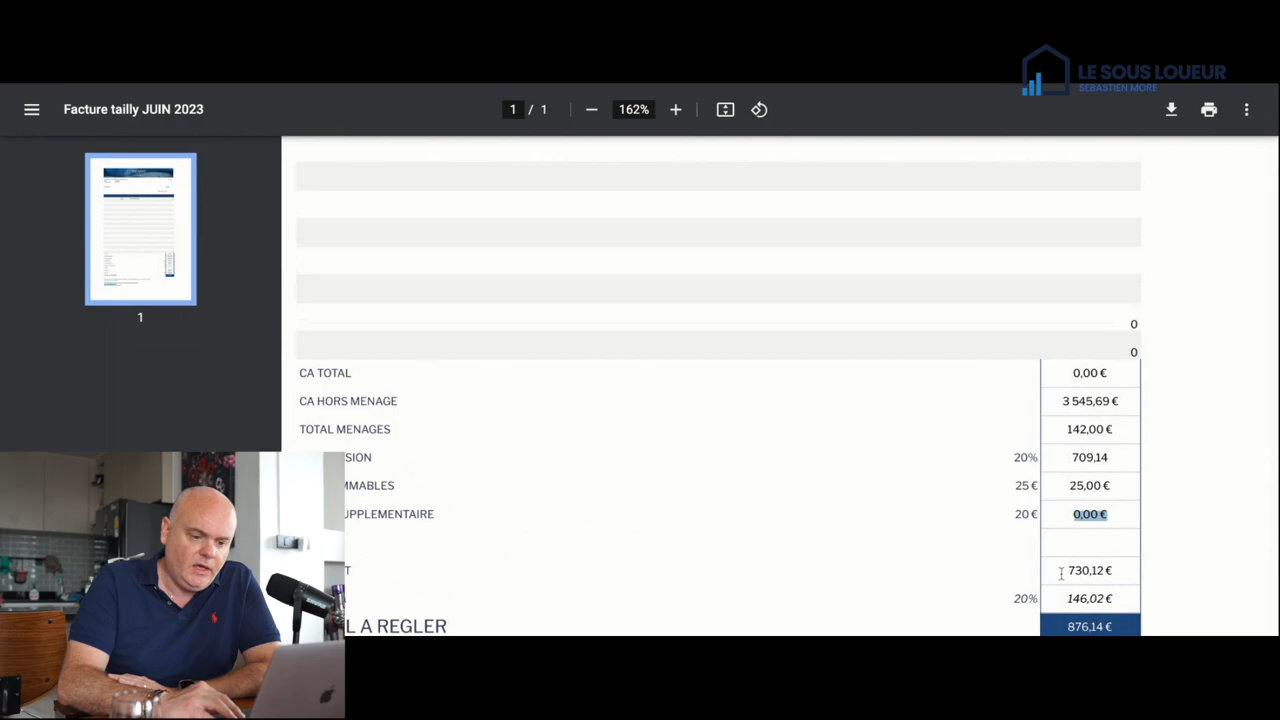 LE SOUS LOUEUR
SEBASTIEN MORE
Facture tailly JUIN 2023
1 / 1
162%
1
0
0
CA TOTAL 0,00 €
CA HORS MENAGE 3 545,69 €
TOTAL MENAGES 142,00 €
SION 20% 709,14
MMABLES 25 € 25,00 €
UPPLEMENTAIRE 20 € 0,00 €
T 730,12 €
20% 146,02 €
L A REGLER 876,14 €